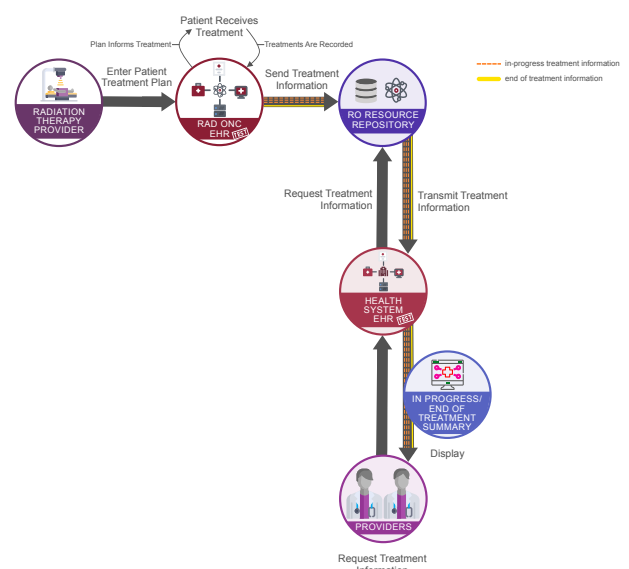 Patient Receives
Treatment
Plan Informs Treatment
Treatments Are Recorded
in-progress treatment information
end of treatment information
Enter Patient
Treatment Plan
Send Treatment
Information
RADIATION
THERAPY
PROVIDER
RAD ONC
EHR TEST
RO RESOURCE
REPOSITORY
Request Treatment
Information
Transmit Treatment
Information
HEALTH
SYSTEM
EHR TEST
IN PROGRESS/
END OF
TREATMENT
SUMMARY
Display
PROVIDERS
Request Treatment
Information